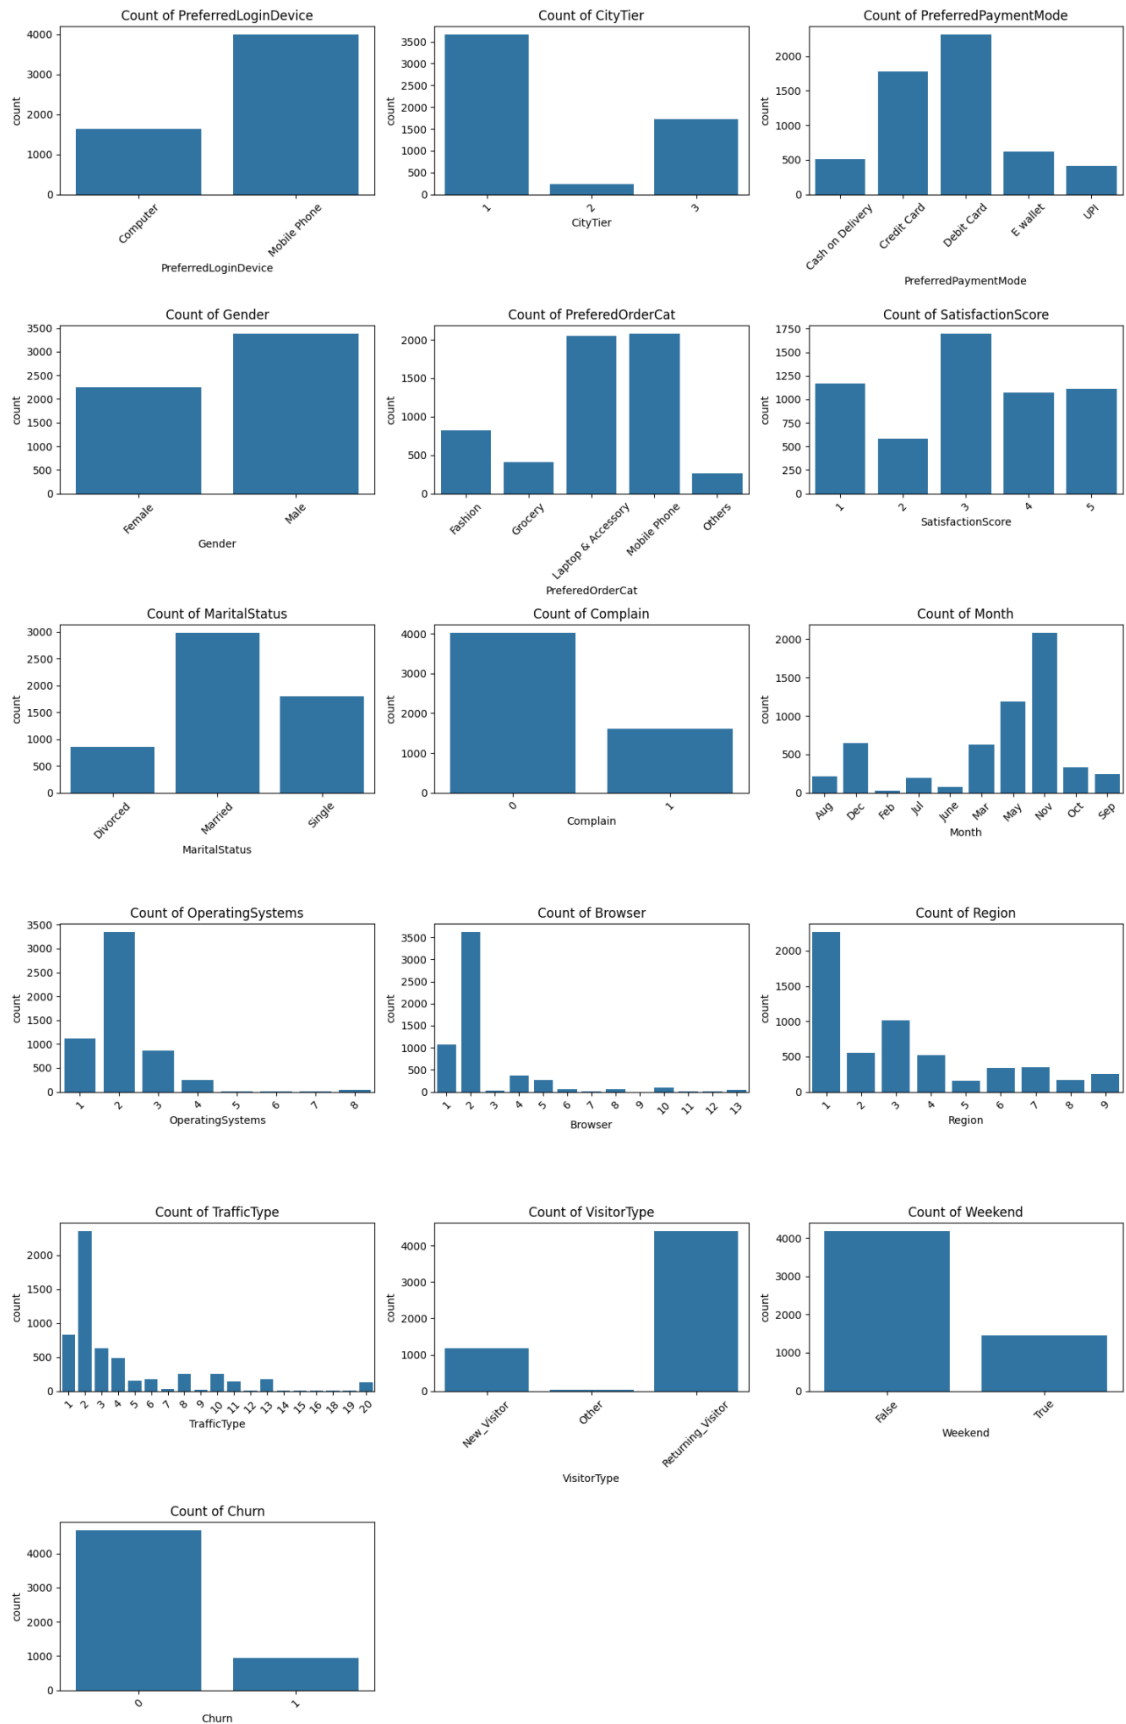 Count of PreferredLoginDevice
count
4000
3000
2000
1000
0
Computer
Mobile Phone
PreferredLoginDevice
Count of CityTier
count
3500
3000
2500
2000
1500
1000
500
0
1
2
3
CityTier
Count of PreferredPaymentMode
count
2000
1500
1000
500
0
Cash on Delivery
Credit Card
Debit Card
E wallet
UPI
PreferredPaymentMode
Count of Gender
count
3500
3000
2500
2000
1500
1000
500
0
Female
Male
Gender
Count of PreferedOrderCat
count
2000
1500
1000
500
0
Fashion
Grocery
Laptop & Accessory
Mobile Phone
Others
PreferedOrderCat
Count of SatisfactionScore
count
1750
1500
1250
1000
750
500
250
0
1
2
3
4
5
SatisfactionScore
Count of MaritalStatus
count
3000
2500
2000
1500
1000
500
0
Divorced
Married
Single
MaritalStatus
Count of Complain
count
4000
3000
2000
1000
0
0
1
Complain
Count of Month
count
2000
1500
1000
500
0
Aug
Dec
Feb
Jul
June
Mar
May
Nov
Oct
Sep
Month
Count of OperatingSystems
count
3500
3000
2500
2000
1500
1000
500
0
1
2
3
4
5
6
7
8
OperatingSystems
Count of Browser
count
3500
3000
2500
2000
1500
1000
500
0
1
2
3
4
5
6
7
8
9
10
11
12
13
Browser
Count of Region
count
2000
1500
1000
500
0
1
2
3
4
5
6
7
8
9
Region
Count of TrafficType
count
2000
1500
1000
500
0
1
2
3
4
5
6
7
8
9
10
11
12
13
14
15
16
18
19
20
TrafficType
Count of VisitorType
count
4000
3000
2000
1000
0
New_Visitor
Other
Returning_Visitor
VisitorType
Count of Weekend
count
4000
3000
2000
1000
0
False
True
Weekend
Count of Churn
count
4000
3000
2000
1000
0
0
1
Churn